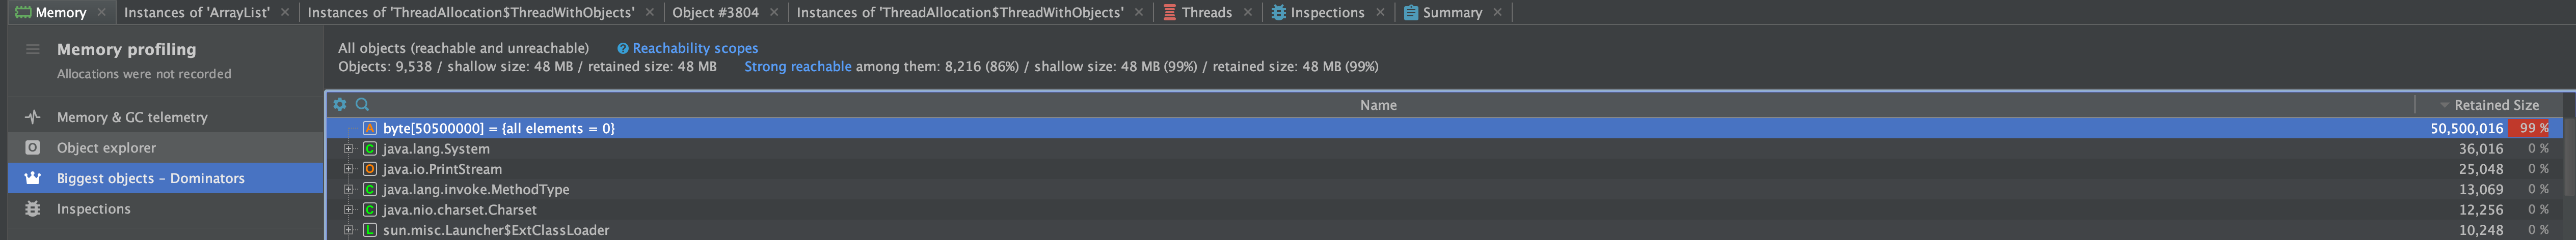 Memory × Instances of 'ArrayList' × Instances of 'ThreadAllocation$ThreadWithObjects' × Object #3804 × Instances of 'ThreadAllocation$ThreadWithObjects' × Threads × Inspections × Summary ×
Memory profiling
Allocations were not recorded
Memory & GC telemetry
Object explorer
Biggest objects – Dominators
Inspections
All objects (reachable and unreachable) ? Reachability scopes
Objects: 9,538 / shallow size: 48 MB / retained size: 48 MB Strong reachable among them: 8,216 (86%) / shallow size: 48 MB (99%) / retained size: 48 MB (99%)
Name Retained Size
A byte[50500000] = {all elements = 0} 50,500,016 99 %
C java.lang.System 36,016 0 %
O java.io.PrintStream 25,048 0 %
C java.lang.invoke.MethodType 13,069 0 %
C java.nio.charset.Charset 12,256 0 %
L sun.misc.Launcher$ExtClassLoader 10,248 0 %